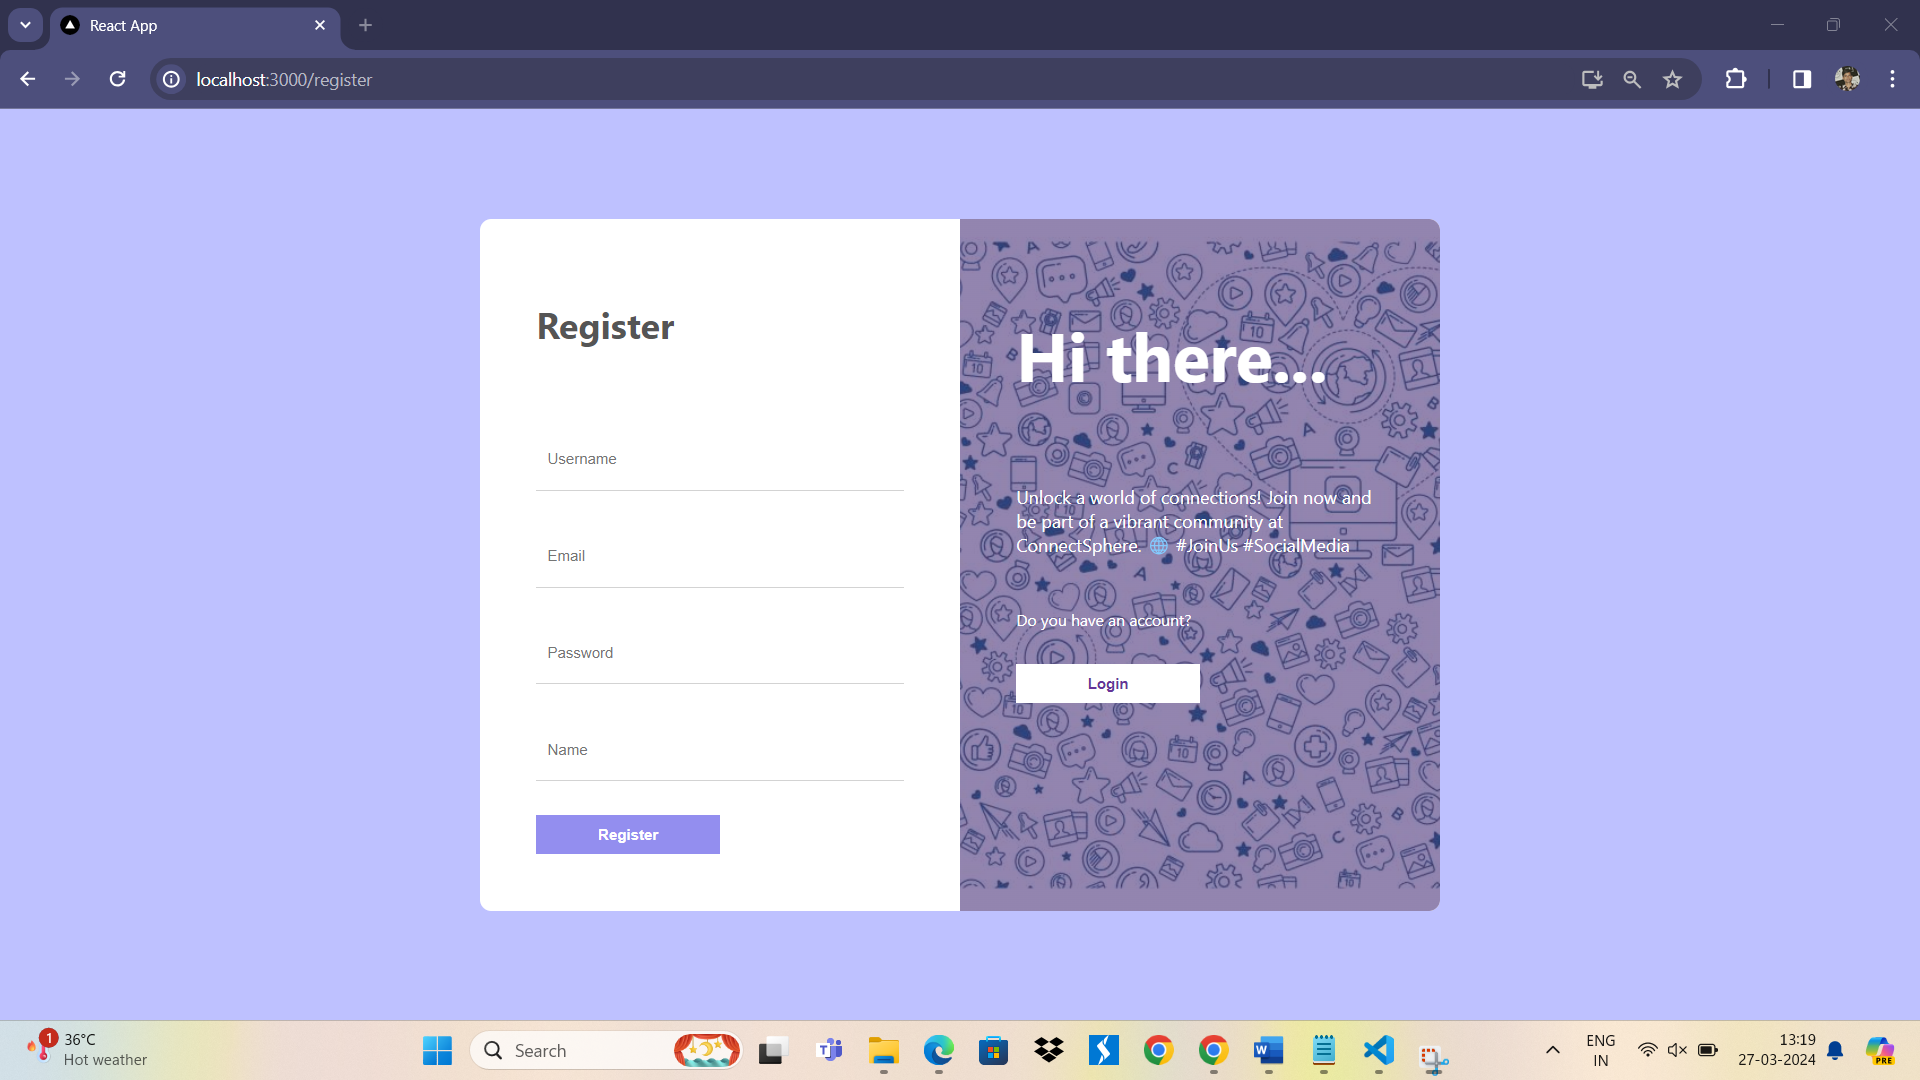 React App
localhost:3000/register
Register
Username
Email
Password
Name
Register
Hi there...
Unlock a world of connections! Join now and
be part of a vibrant community at
ConnectSphere. 🌐 #JoinUs #SocialMedia
Do you have an account?
Login
1
36°C
Hot weather
Search
ENG
IN
13:19
27-03-2024
PRE